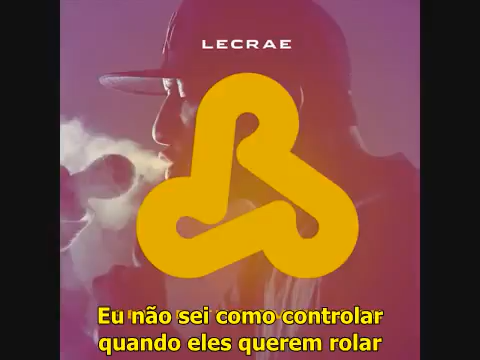 LECRAE
Eu não sei como controlar
quando eles querem rolar